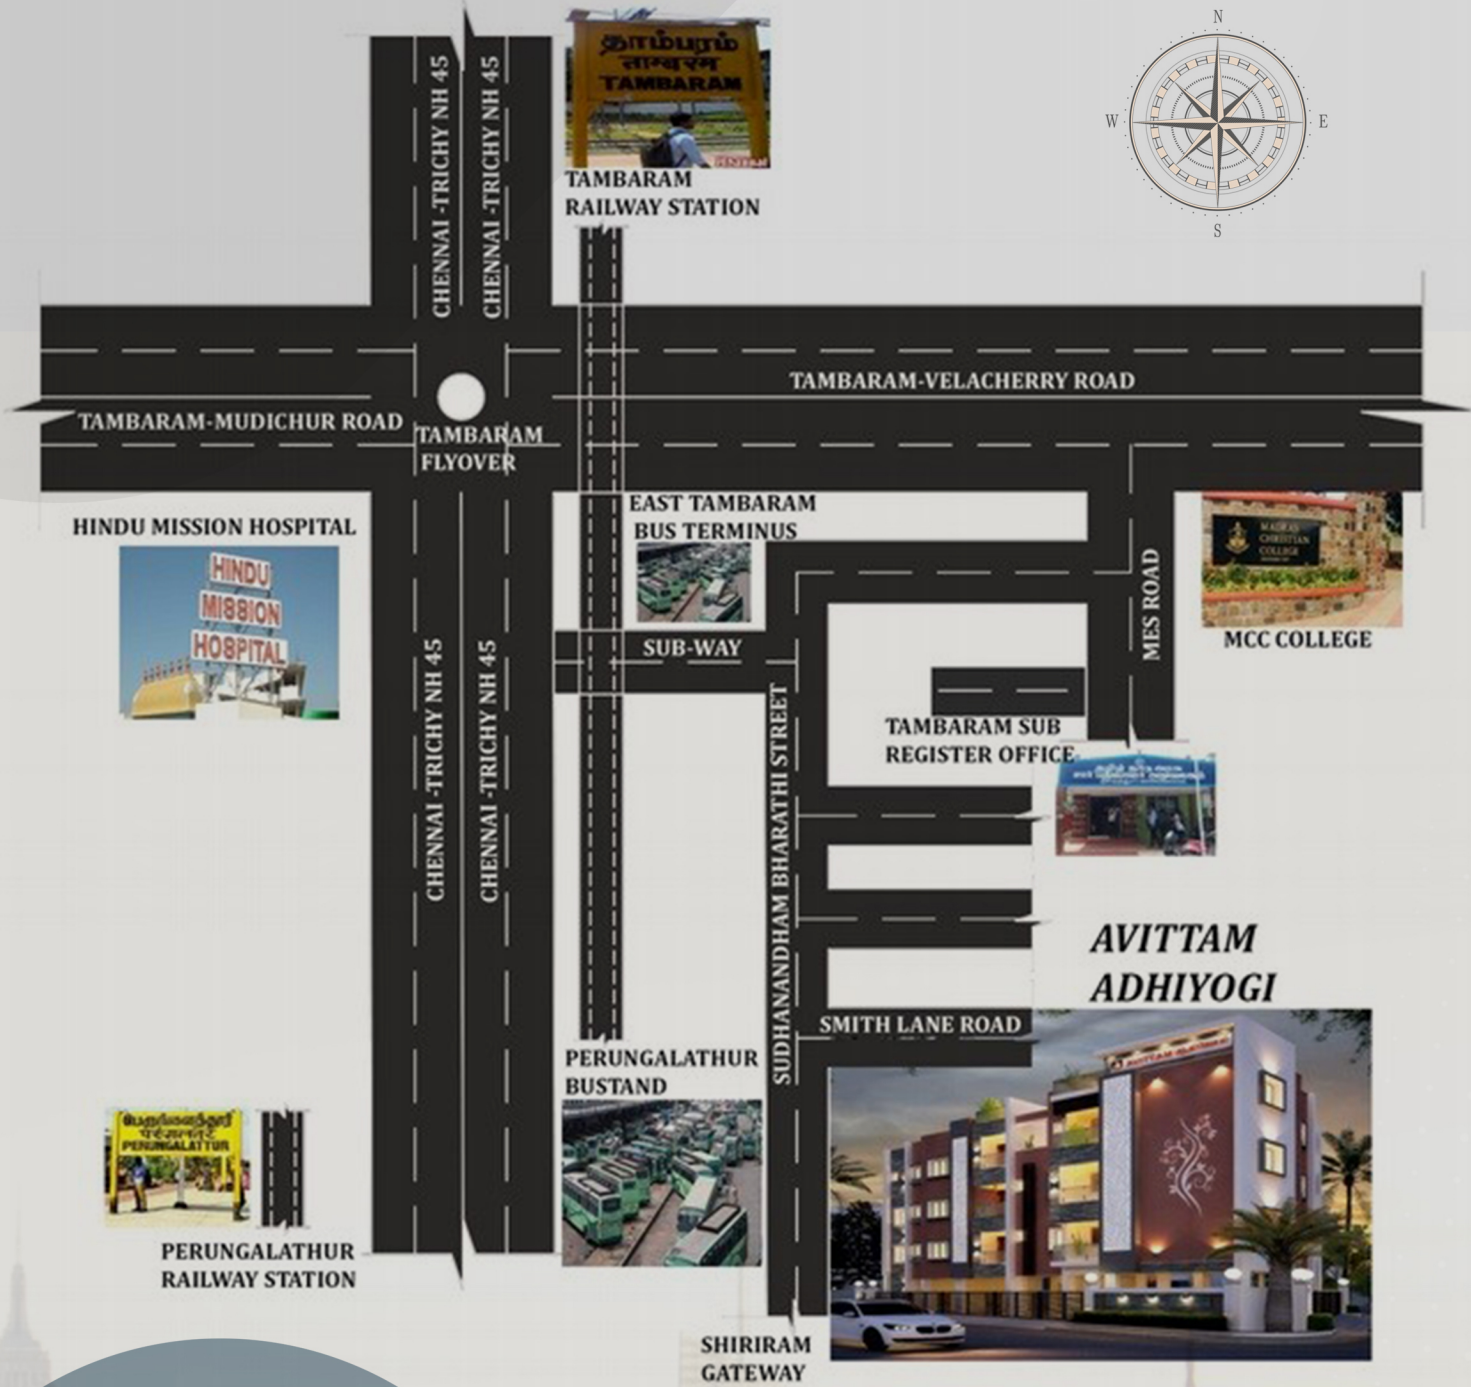 N
W
E
S
CHENNAI -TRICHY NH 45
CHENNAI -TRICHY NH 45
தாம்பரம்
ताम्बरम
TAMBARAM
TAMBARAM
RAILWAY STATION
TAMBARAM-VELACHERRY ROAD
TAMBARAM-MUDICHUR ROAD
TAMBARAM
FLYOVER
HINDU MISSION HOSPITAL
HINDU
MISSION
HOSPITAL
EAST TAMBARAM
BUS TERMINUS
MADRAS
CHRISTIAN
COLLEGE
MCC COLLEGE
MES ROAD
SUB-WAY
CHENNAI -TRICHY NH 45
CHENNAI -TRICHY NH 45
SUDHANANDHAM BHARATHI STREET
TAMBARAM SUB
REGISTER OFFICE
AVITTAM
ADHIYOGI
SMITH LANE ROAD
PERUNGALATHUR
BUSTAND
PERUNGALATTUR
PERUNGALATHUR
RAILWAY STATION
SHIRIRAM
GATEWAY